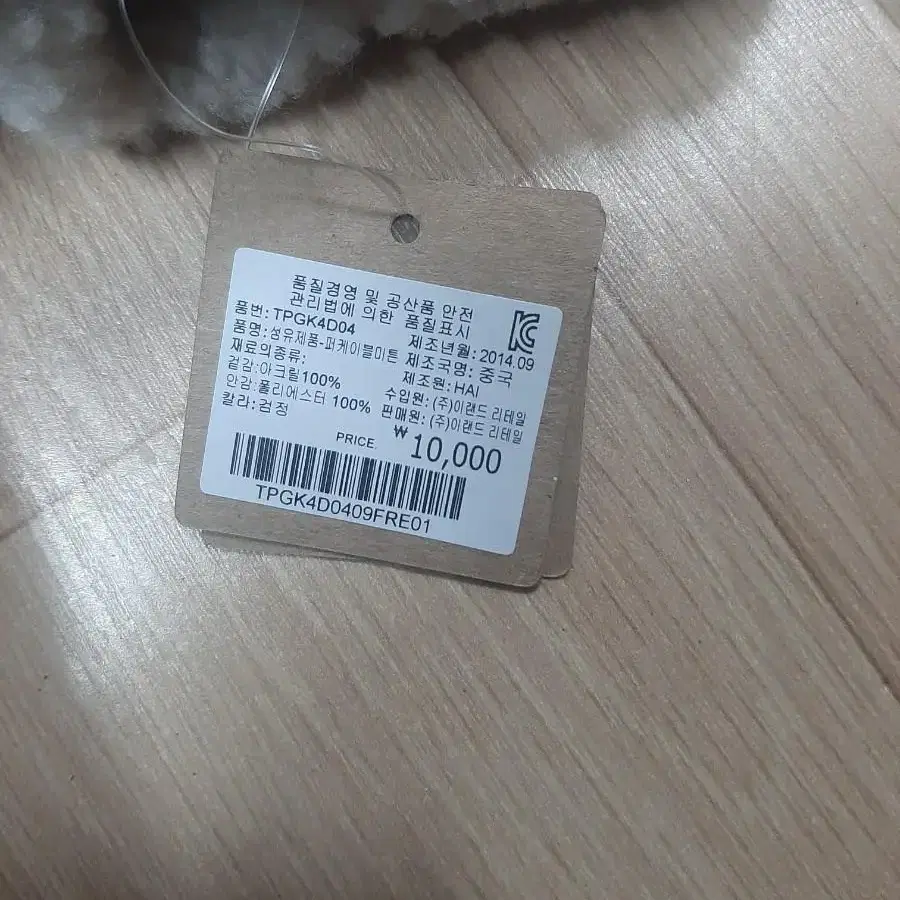 품질경영 및 공산품 안전
관리법에 의한 품질표시
품번: TPGK4D04
제조년월: 2014.09
품명: 섬유제품-퍼케이블미튼
제조국명: 중국
재료의종류:
제조원: HAI
겉감:아크릴100%
수입원: (주)이랜드 리테일
안감:폴리에스터 100%
판매원: (주)이랜드 리테일
칼라: 검정
PRICE. ₩ 10,000
TPGK4D0409FRE01